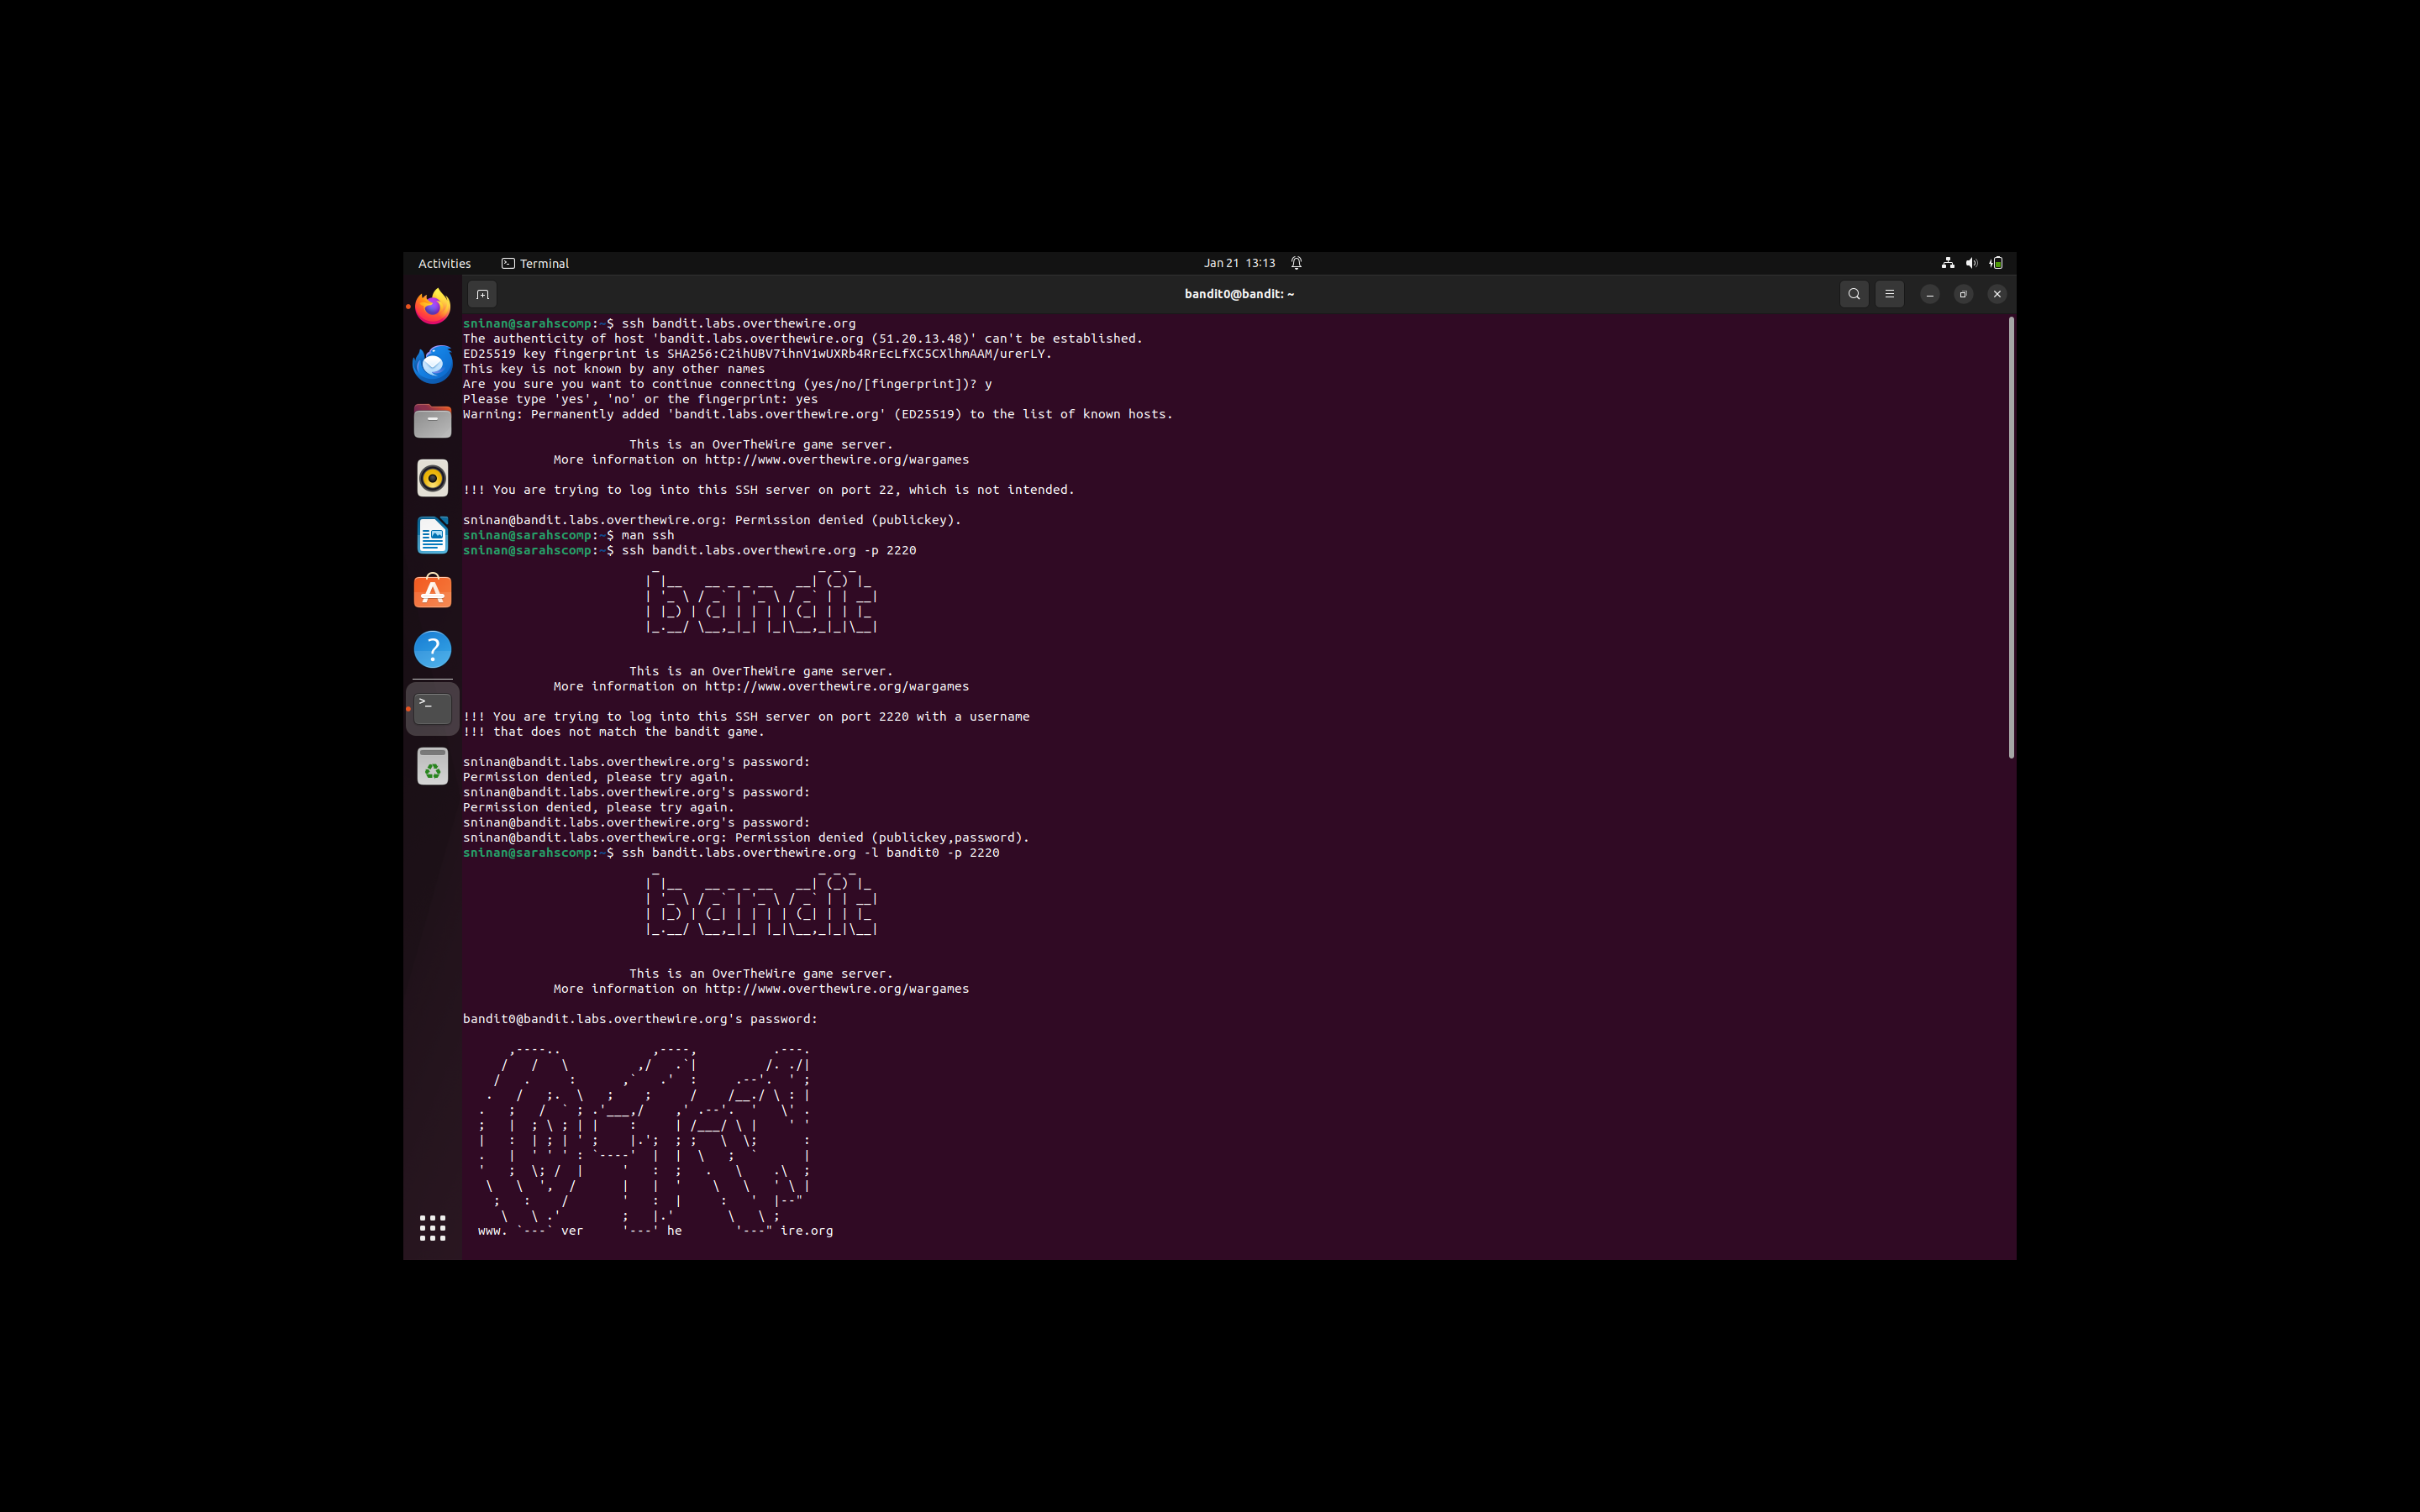 Activities
Terminal
Jan 21 13:13
bandit0@bandit: ~
sninan@sarahscomp:~$ ssh bandit.labs.overthewire.org
The authenticity of host 'bandit.labs.overthewire.org (51.20.13.48)' can't be established.
ED25519 key fingerprint is SHA256:C2ihUBV7ihnV1wUXRb4RrEcLfXC5CXlhmAAM/urerLY.
This key is not known by any other names
Are you sure you want to continue connecting (yes/no/[fingerprint])? y
Please type 'yes', 'no' or the fingerprint: yes
Warning: Permanently added 'bandit.labs.overthewire.org' (ED25519) to the list of known hosts.
This is an OverTheWire game server.
More information on http://www.overthewire.org/wargames
!!! You are trying to log into this SSH server on port 22, which is not intended.
sninan@bandit.labs.overthewire.org: Permission denied (publickey).
sninan@sarahscomp:~$ man ssh
sninan@sarahscomp:~$ ssh bandit.labs.overthewire.org -p 2220
bandit
This is an OverTheWire game server.
More information on http://www.overthewire.org/wargames
!!! You are trying to log into this SSH server on port 2220 with a username
!!! that does not match the bandit game.
sninan@bandit.labs.overthewire.org's password:
Permission denied, please try again.
sninan@bandit.labs.overthewire.org's password:
Permission denied, please try again.
sninan@bandit.labs.overthewire.org's password:
sninan@bandit.labs.overthewire.org: Permission denied (publickey,password).
sninan@sarahscomp:~$ ssh bandit.labs.overthewire.org -l bandit0 -p 2220
bandit
This is an OverTheWire game server.
More information on http://www.overthewire.org/wargames
bandit0@bandit.labs.overthewire.org's password:
OTW
www. `---` ver '---' he '---" ire.org